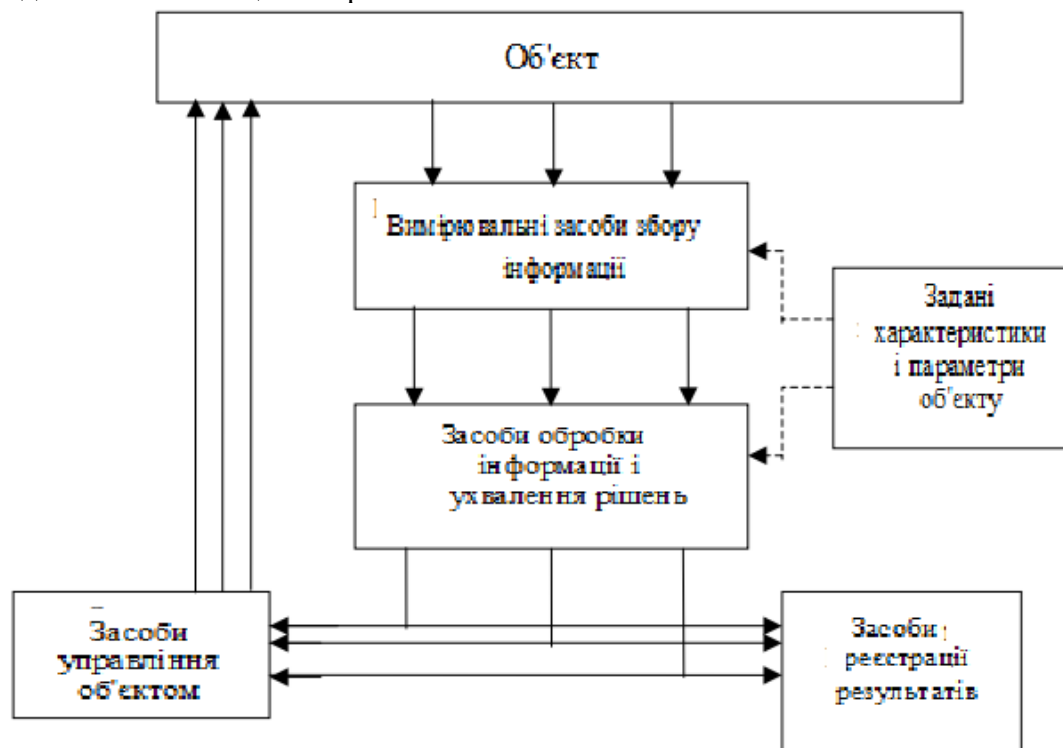 Об'єкт
Вимірювальні засоби збору
інформації
Задані
характеристики
і параметри
об'єкту
Засоби обробки
інформації і
ухвалення рішень
Засоби
управління
об'єктом
Засоби
реєстрації
результатів